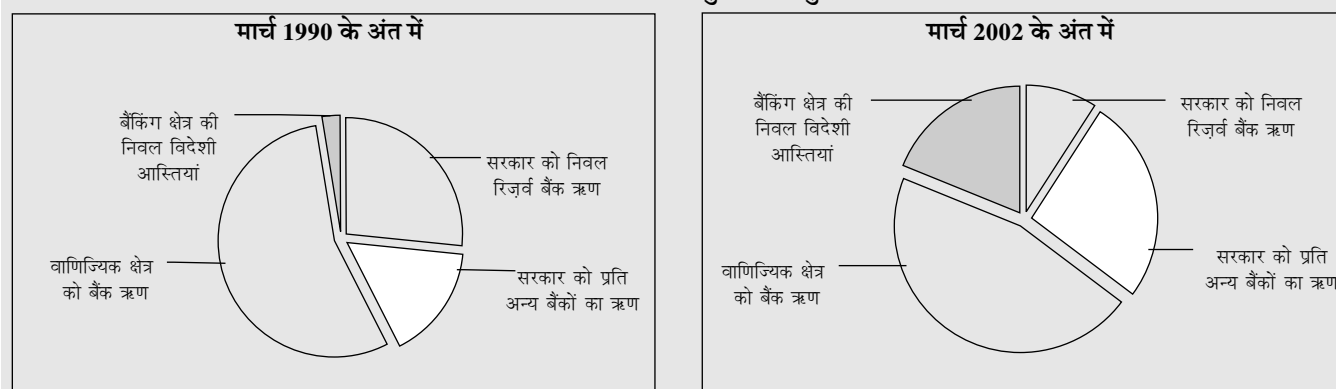 मार्च 1990 के अंत में
बैंकिंग क्षेत्र की
निवल विदेशी
आस्तियां
सरकार को निवल
रिज़र्व बैंक ऋण
वाणिज्यिक क्षेत्र
को बैंक ऋण
सरकार को प्रति
अन्य बैंकों का ऋण
मार्च 2002 के अंत में
बैंकिंग क्षेत्र की
निवल विदेशी
आस्तियां
सरकार को निवल
रिज़र्व बैंक ऋण
वाणिज्यिक क्षेत्र
को बैंक ऋण
सरकार को प्रति
अन्य बैंकों का ऋण